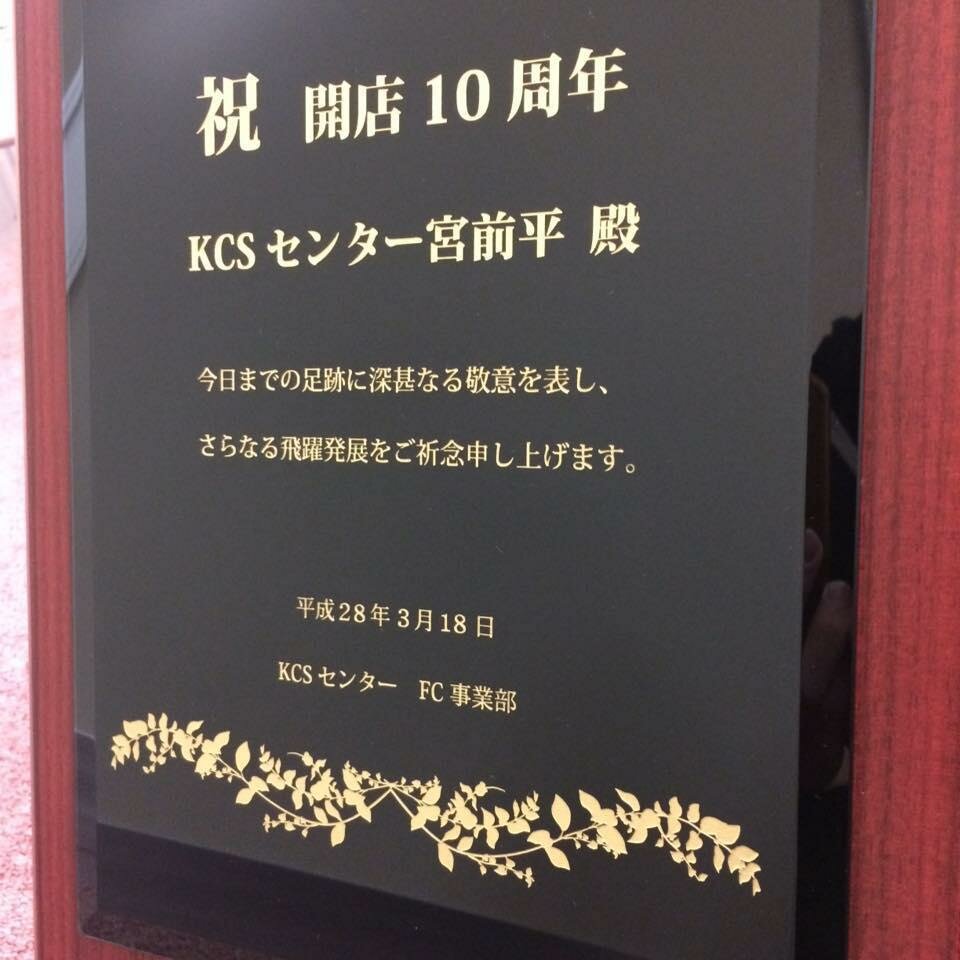 祝 開店10周年
KCSセンター宮前平 殿
今日までの足跡に深甚なる敬意を表し、
さらなる飛躍発展をご祈念申し上げます。
平成28年3月18日
KCSセンター FC事業部